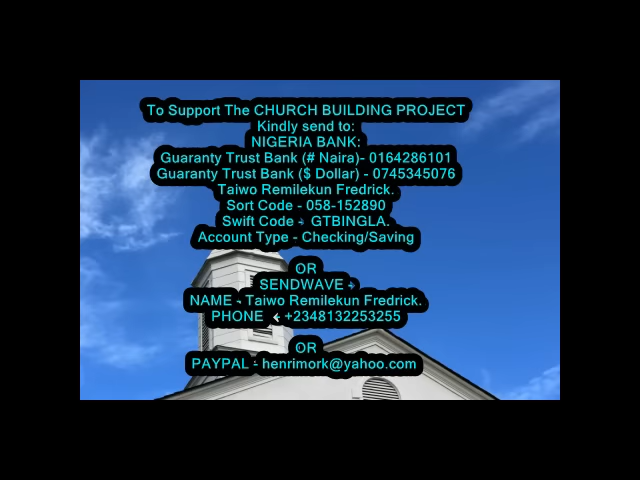 To Support The CHURCH BUILDING PROJECT
Kindly send to:
NIGERIA BANK:
Guaranty Trust Bank (# Naira)- 0164286101
Guaranty Trust Bank ($ Dollar) - 0745345076
Taiwo Remilekun Fredrick.
Sort Code - 058-152890
Swift Code - GTBINGLA.
Account Type - Checking/Saving
OR
SENDWAVE -
NAME - Taiwo Remilekun Fredrick.
PHONE - +2348132253255
OR
PAYPAL - henrimork@yahoo.com